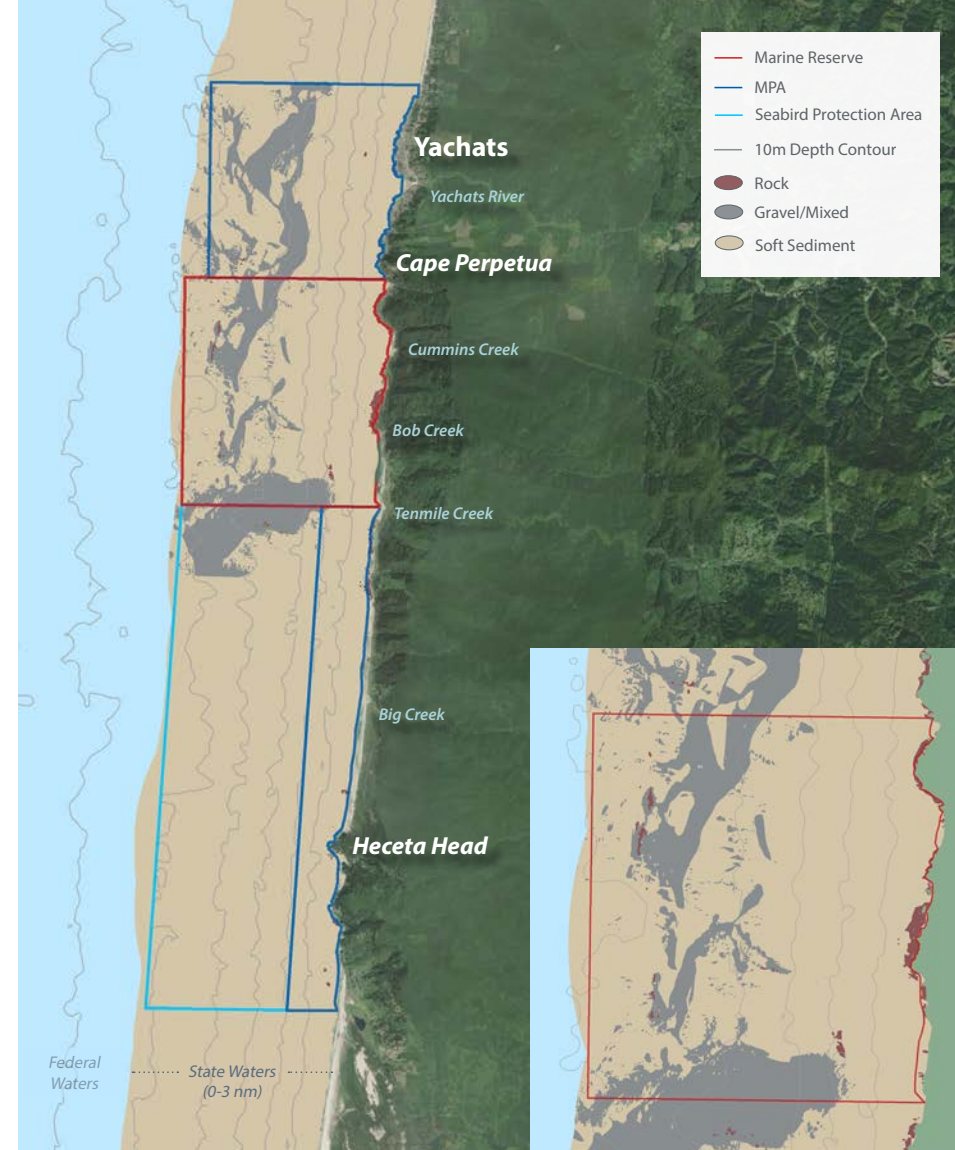 Marine Reserve
MPA
Seabird Protection Area
10m Depth Contour
Rock
Gravel/Mixed
Soft Sediment
Yachats
Yachats River
Cape Perpetua
Cummins Creek
Bob Creek
Tenmile Creek
Big Creek
Heceta Head
Federal
Waters
State Waters
(0-3 nm)